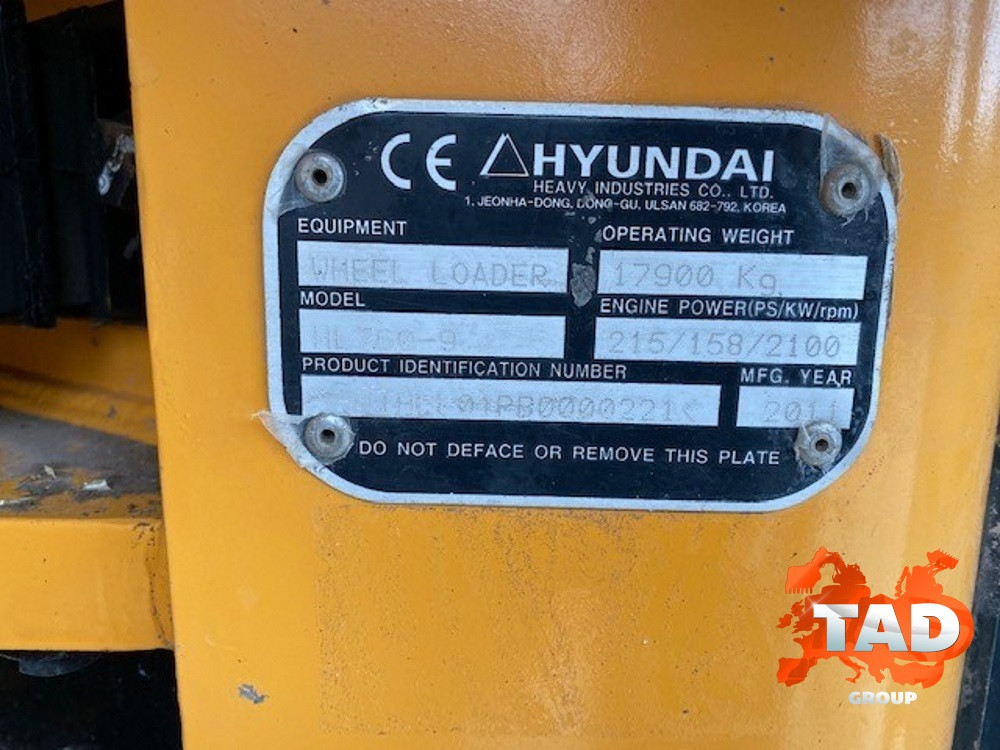 CE HYUNDAI
HEAVY INDUSTRIES CO., LTD.
1, JEONHA-DONG, DONG-GU, ULSAN 682-792, KOREA
EQUIPMENT OPERATING WEIGHT
WHEEL LOADER 17900 Kg
MODEL ENGINE POWER(PS/KW/rpm)
HL760-9 215/158/2100
PRODUCT IDENTIFICATION NUMBER MFG. YEAR
2011
DO NOT DEFACE OR REMOVE THIS PLATE
TAD
GROUP